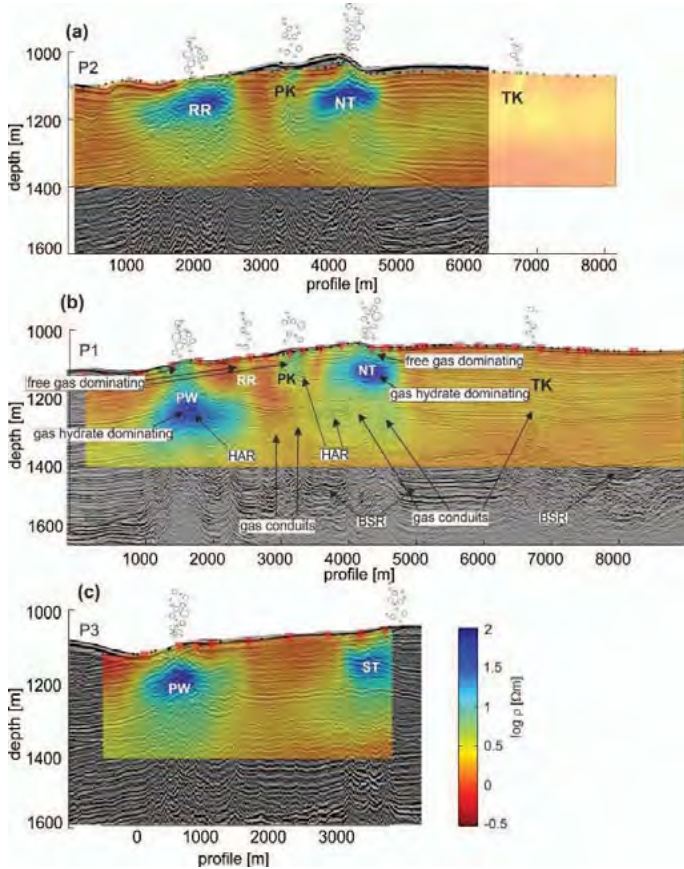 (a)
P2
1000
1200
1400
1600
depth [m]
RR
PK
NT
TK
1000 2000 3000 4000 5000 6000 7000 8000
profile [m]
(b)
P1
1000
1200
1400
1600
depth [m]
free gas dominating
RR
PK
NT
free gas dominating
gas hydrate dominating
TK
PW
gas hydrate dominating
HAR
HAR
gas conduits
BSR
gas conduits
BSR
1000 2000 3000 4000 5000 6000 7000 8000
profile [m]
(c)
P3
1000
1200
1400
1600
depth [m]
PW
ST
0 1000 2000 3000
profile [m]
2
1.5
1
0.5
0
-0.5
log ρ [Ωm]